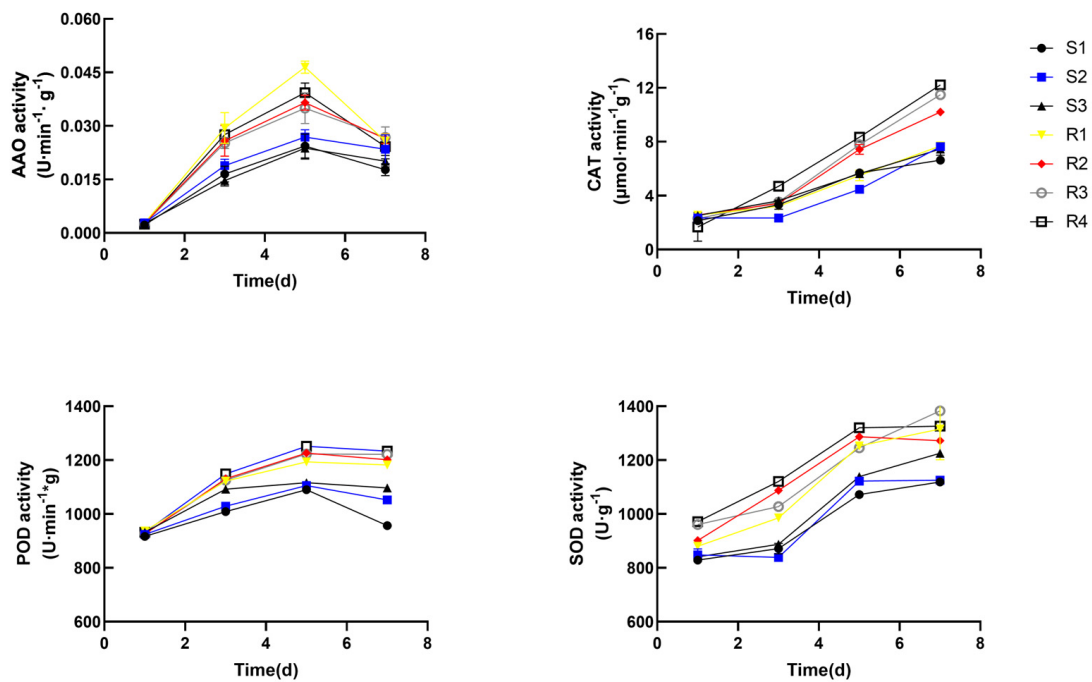 AAO activity
(U·min⁻¹· g⁻¹)
0.060
0.045
0.030
0.015
0.000
0
2
4
6
8
Time(d)
CAT activity
(μmol·min⁻¹g⁻¹)
16
12
8
4
0
0
2
4
6
8
Time(d)
S1
S2
S3
R1
R2
R3
R4
POD activity
(U·min⁻¹*g)
1400
1200
1000
800
600
0
2
4
6
8
Time(d)
SOD activity
(U·g⁻¹)
1400
1200
1000
800
600
0
2
4
6
8
Time(d)